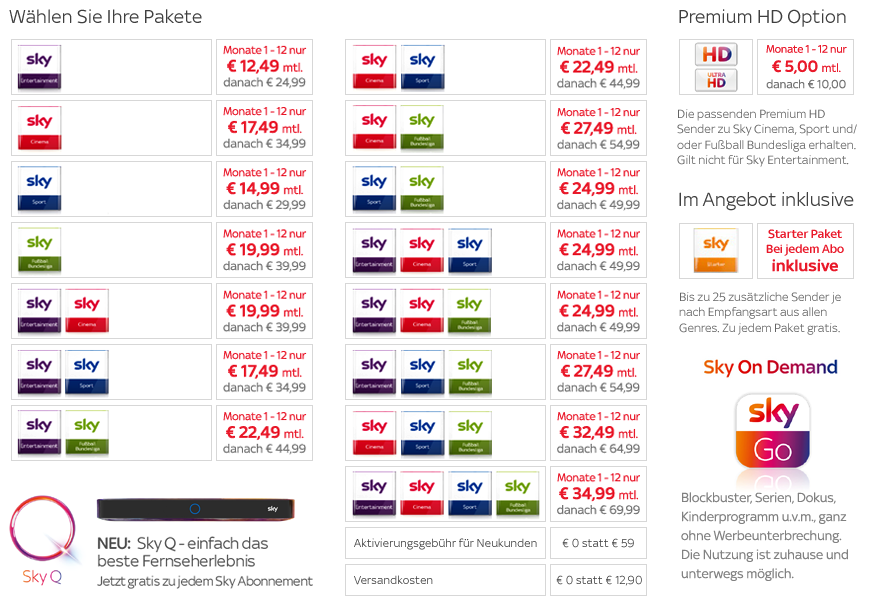 Wählen Sie Ihre Pakete
sky
Entertainment
Monate 1 - 12 nur
€ 12,49 mtl.
danach € 24,99
sky
Cinema
Monate 1 - 12 nur
€ 17,49 mtl.
danach € 34,99
sky
Sport
Monate 1 - 12 nur
€ 14,99 mtl.
danach € 29,99
sky
Fußball
Bundesliga
Monate 1 - 12 nur
€ 19,99 mtl.
danach € 39,99
sky sky
Entertainment Cinema
Monate 1 - 12 nur
€ 19,99 mtl.
danach € 39,99
sky sky
Entertainment Sport
Monate 1 - 12 nur
€ 17,49 mtl.
danach € 34,99
sky sky
Entertainment Fußball
Bundesliga
Monate 1 - 12 nur
€ 22,49 mtl.
danach € 44,99
Sky Q
sky
NEU: Sky Q - einfach das
beste Fernseherlebnis
Jetzt gratis zu jedem Sky Abonnement
sky sky
Cinema Sport
Monate 1 - 12 nur
€ 22,49 mtl.
danach € 44,99
sky sky
Cinema Fußball
Bundesliga
Monate 1 - 12 nur
€ 27,49 mtl.
danach € 54,99
sky sky
Sport Fußball
Bundesliga
Monate 1 - 12 nur
€ 24,99 mtl.
danach € 49,99
sky sky sky
Entertainment Cinema Sport
Monate 1 - 12 nur
€ 24,99 mtl.
danach € 49,99
sky sky sky
Entertainment Cinema Fußball
Bundesliga
Monate 1 - 12 nur
€ 24,99 mtl.
danach € 49,99
sky sky sky
Entertainment Sport Fußball
Bundesliga
Monate 1 - 12 nur
€ 27,49 mtl.
danach € 54,99
sky sky sky
Cinema Sport Fußball
Bundesliga
Monate 1 - 12 nur
€ 32,49 mtl.
danach € 64,99
sky sky sky sky
Entertainment Cinema Sport Fußball
Bundesliga
Monate 1 - 12 nur
€ 34,99 mtl.
danach € 69,99
Aktivierungsgebühr für Neukunden € 0 statt € 59
Versandkosten € 0 statt € 12,90
Premium HD Option
HD
ULTRA
HD
Monate 1 - 12 nur
€ 5,00 mtl.
danach € 10,00
Die passenden Premium HD
Sender zu Sky Cinema, Sport und/
oder Fußball Bundesliga erhalten.
Gilt nicht für Sky Entertainment.
Im Angebot inklusive
sky
Starter
Starter Paket
Bei jedem Abo
inklusive
Bis zu 25 zusätzliche Sender je
nach Empfangsart aus allen
Genres. Zu jedem Paket gratis.
Sky On Demand
sky
Go
Blockbuster, Serien, Dokus,
Kinderprogramm u.v.m., ganz
ohne Werbeunterbrechung.
Die Nutzung ist zuhause und
unterwegs möglich.